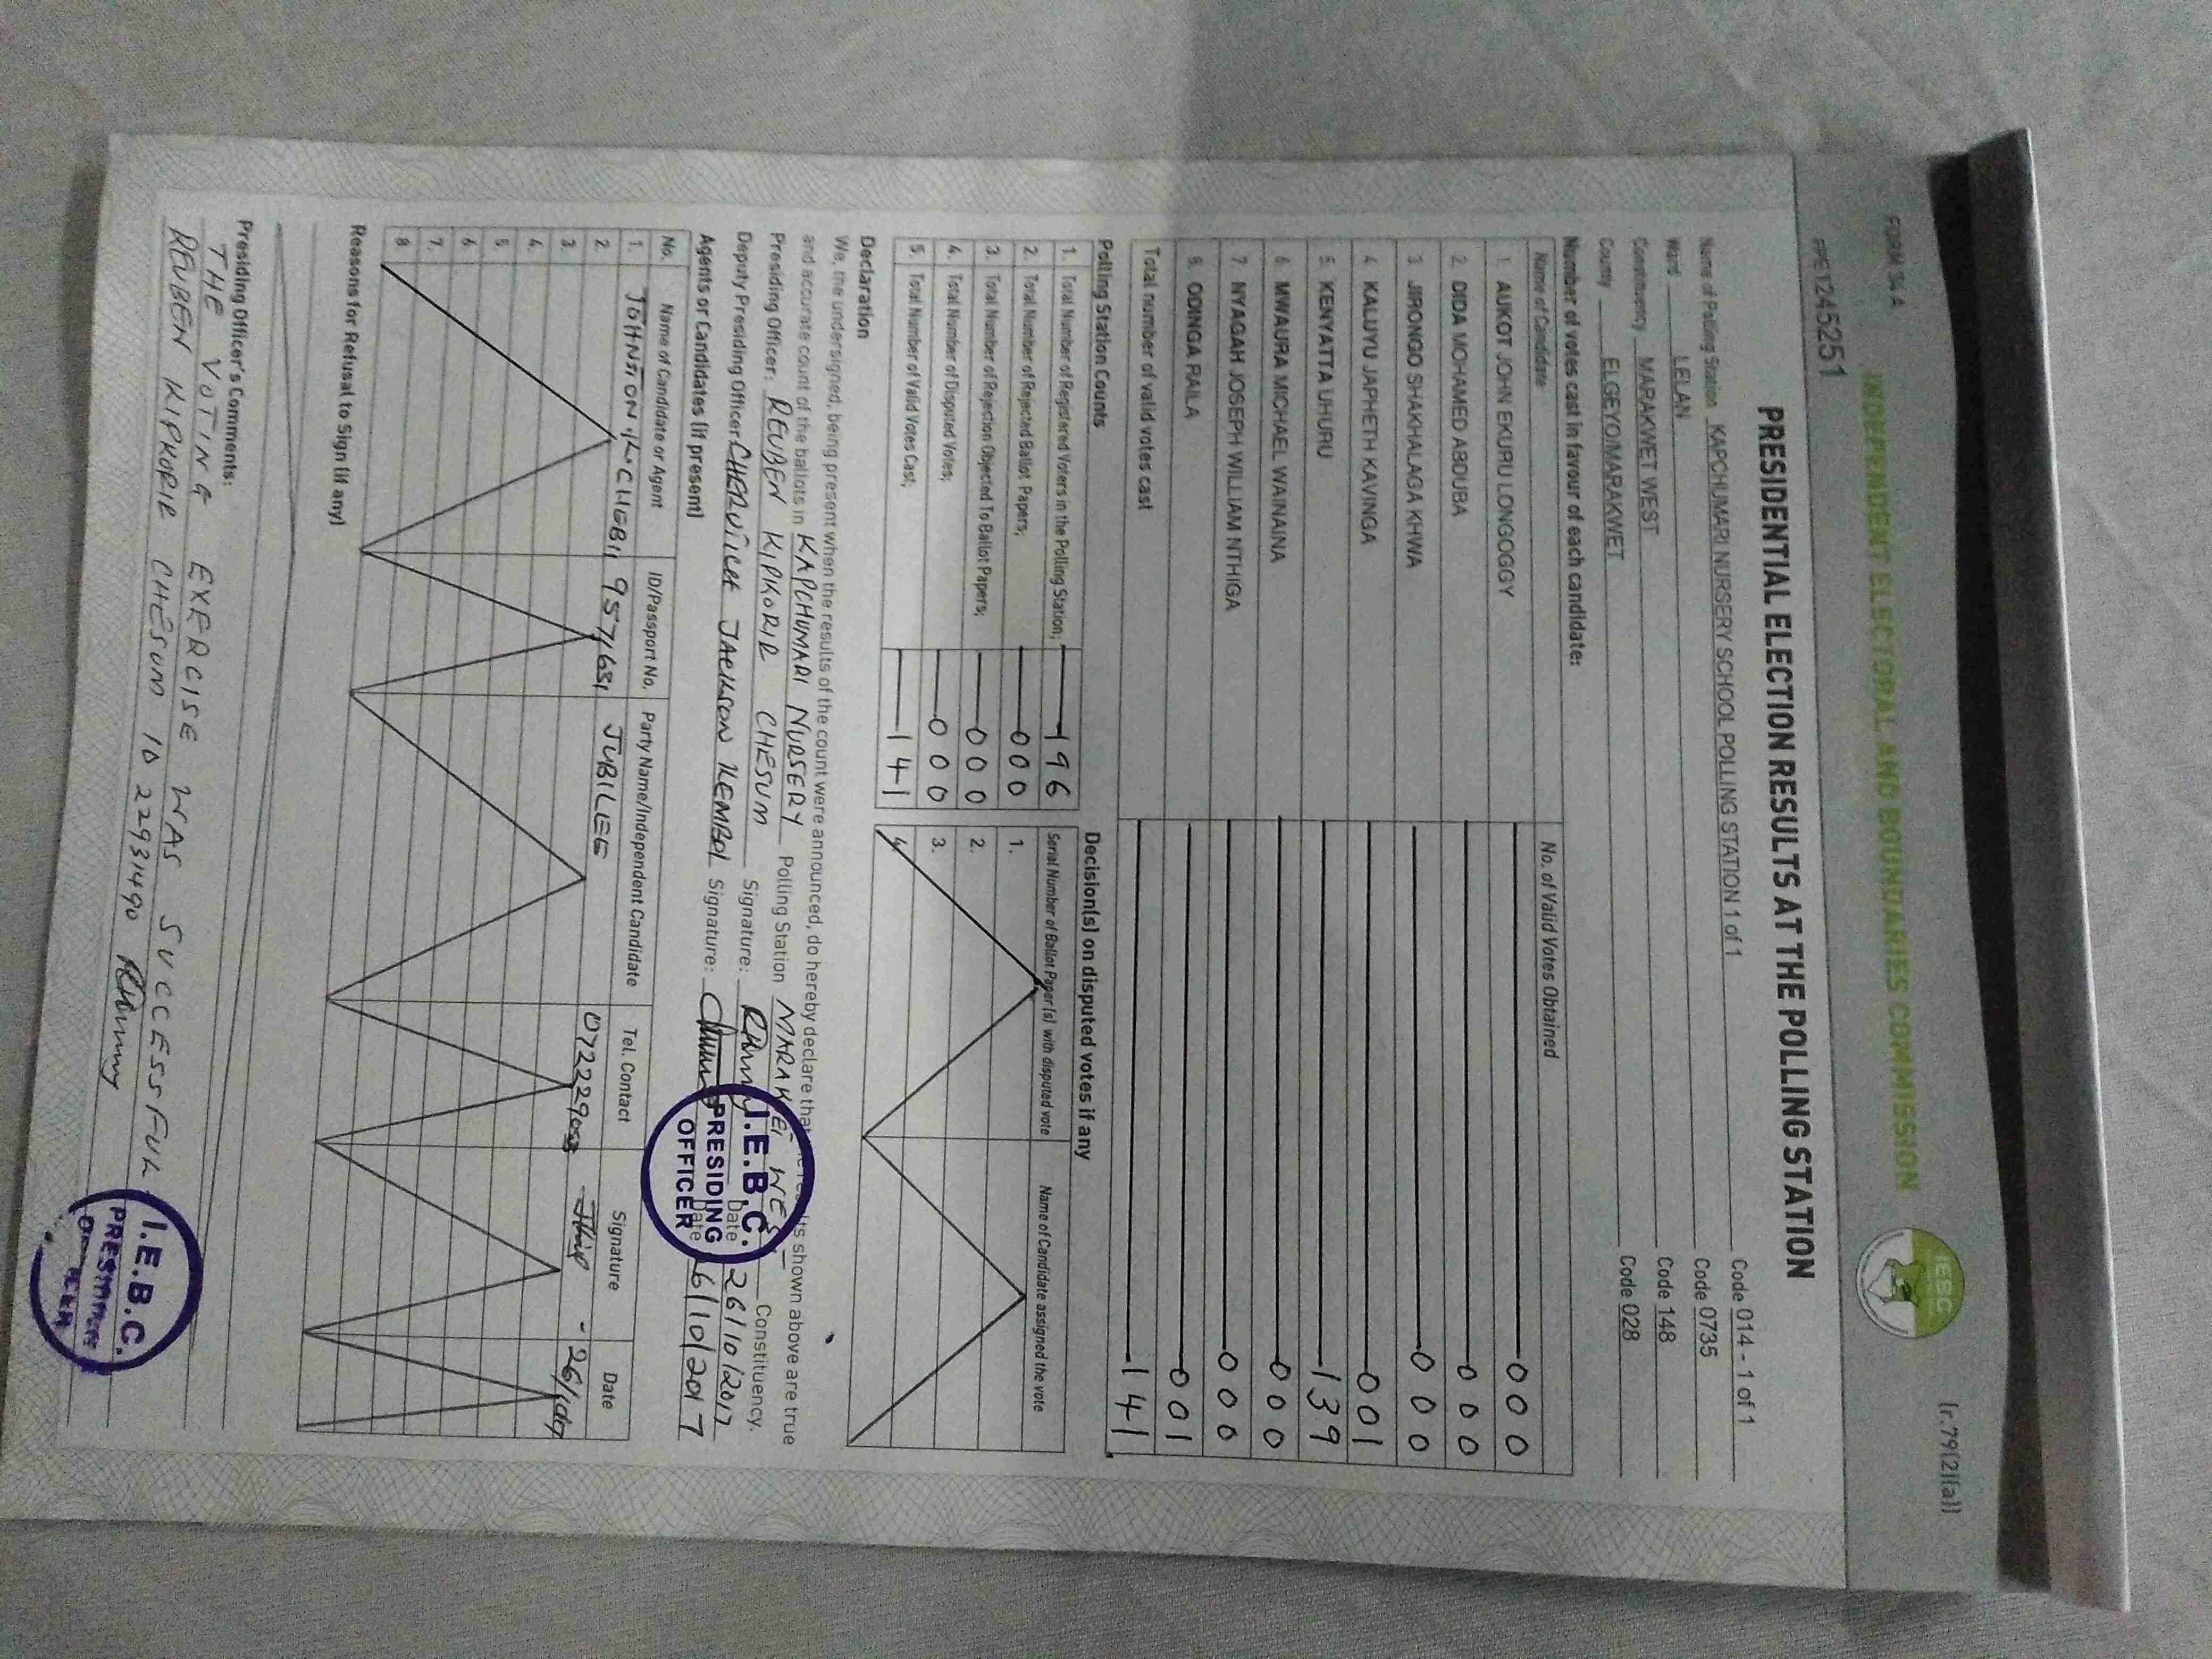 FORM 34 A
(r.79(2)(a))
INDEPENDENT ELECTORAL AND BOUNDARIES COMMISSION
IEBC
PPE1245251
PRESIDENTIAL ELECTION RESULTS AT THE POLLING STATION
Name of Polling Station KAPCHUMARI NURSERY SCHOOL POLLING STATION 1 of 1 Code 014 - 1 of 1
Ward LELAN Code 0735
Constituency MARAKWET WEST Code 148
County ELGEYO/MARAKWET Code 028
Number of votes cast in favour of each candidate:
Name of Candidate No. of Valid Votes Obtained
1. AUKOT JOHN EKURU LONGOGGY 000
2. DIDA MOHAMED ABDUBA 000
3. JIRONGO SHAKHALAGA KHWA 000
4. KALUYU JAPHETH KAVINGA 001
5. KENYATTA UHURU 139
6. MWAURA MICHAEL WAINAINA 000
7. NYAGAH JOSEPH WILLIAM NTHIGA 000
8. ODINGA RAILA 001
Total number of valid votes cast 141
Polling Station Counts
1. Total Number of Registered Voters in the Polling Station; 196
2. Total Number of Rejected Ballot Papers; 000
3. Total Number of Rejection Objected To Ballot Papers; 000
4. Total Number of Disputed Votes; 000
5. Total Number of Valid Votes Cast; 141
Decision(s) on disputed votes if any
Serial Number of Ballot Paper(s) with disputed vote Name of Candidate assigned the vote
1.
2.
3.
4.
Declaration
We, the undersigned, being present when the results of the count were announced, do hereby declare that the results shown above are true
and accurate count of the ballots in KAPCHUMARI NURSERY Polling Station MARAKWET WEST Constituency.
Presiding Officer: REUBEN KIPKORIR CHESUM Signature: Date 26/10/2017
Deputy Presiding Officer: CHERUIYOT JACKSON KEMBOI Signature: Date 26/10/2017
I.E.B.C.
PRESIDING
OFFICER
Agents or Candidates (if present)
No. Name of Candidate or Agent ID/Passport No. Party Name/Independent Candidate Tel. Contact Signature Date
1. JOHNSTON K. CHEBII 9571651 JUBILEE 26/10/17
2.
3.
4.
5.
6.
7.
8
Reasons for Refusal to Sign (if any)
Presiding Officer's Comments:
THE VOTING EXERCISE WAS SUCCESSFUL
REUBEN KIPKORIR CHESUM ID 22931490
I.E.B.C.
PRESIDING
OFFICER